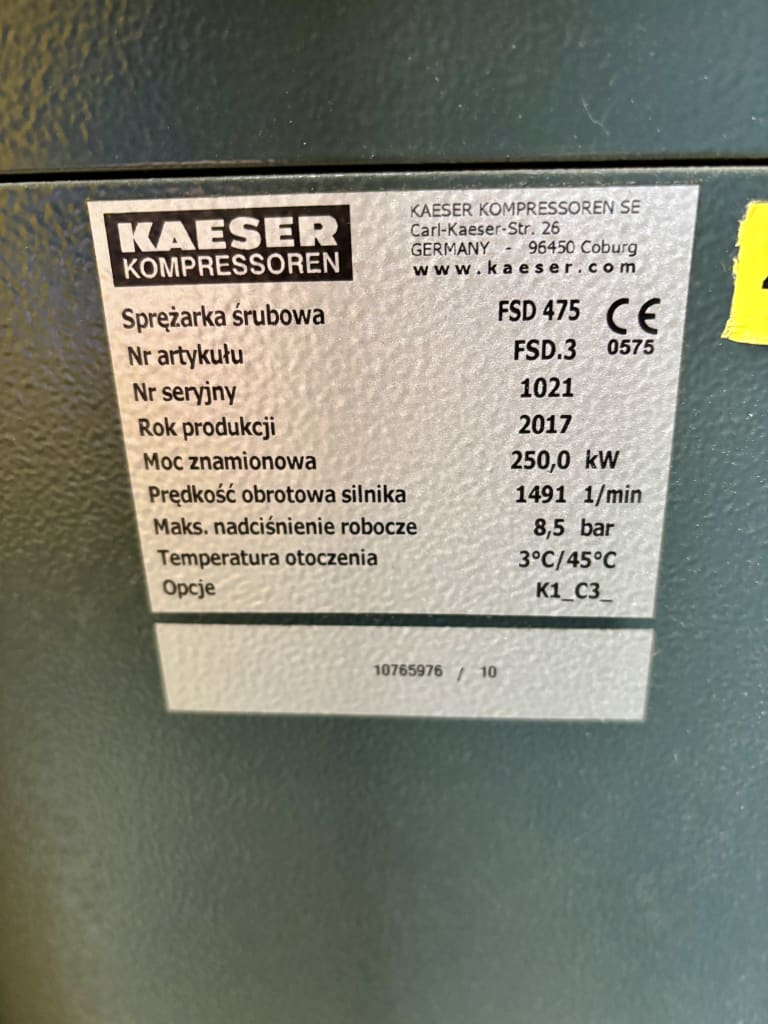 KAESER
KOMPRESSOREN
KAESER KOMPRESSOREN SE
Carl-Kaeser-Str. 26
GERMANY - 96450 Coburg
www.kaeser.com
Sprężarka śrubowa FSD 475 CE
Nr artykułu FSD.3 0575
Nr seryjny 1021
Rok produkcji 2017
Moc znamionowa 250,0 kW
Prędkość obrotowa silnika 1491 1/min
Maks. nadciśnienie robocze 8,5 bar
Temperatura otoczenia 3°C/45°C
Opcje K1_C3_
10765976 / 10